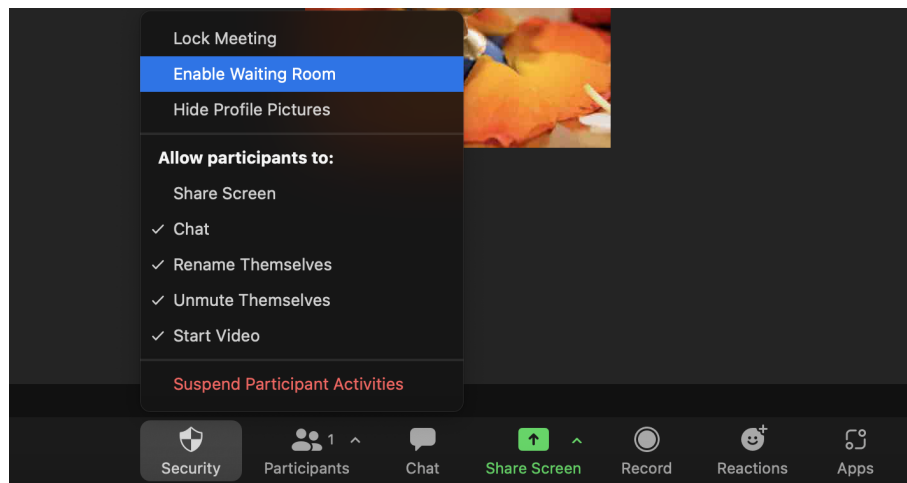 Lock Meeting
Enable Waiting Room
Hide Profile Pictures
Allow participants to:
Share Screen
Chat
Rename Themselves
Unmute Themselves
Start Video
Suspend Participant Activities
1
Security Participants Chat Share Screen Record Reactions Apps